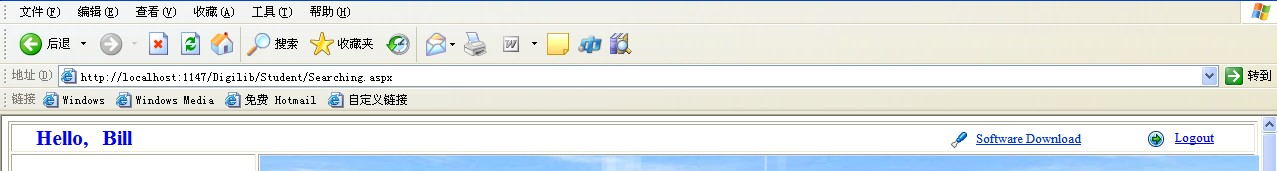 文件(F) 编辑(E) 查看(V) 收藏(A) 工具(T) 帮助(H)
后退 搜索 收藏夹 W
地址(D) http://localhost:1147/Digilib/Student/Searching.aspx 转到
链接 Windows Windows Media 免费 Hotmail 自定义链接
Hello, Bill Software Download Logout